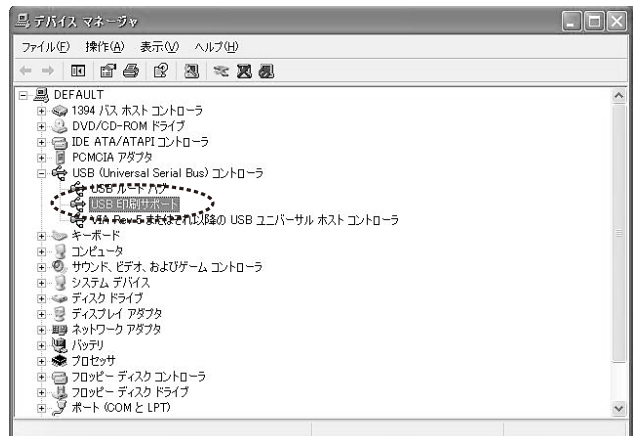 デバイス マネージャ
ファイル(F) 操作(A) 表示(V) ヘルプ(H)
DEFAULT
1394 バス ホスト コントローラ
DVD/CD-ROM ドライブ
IDE ATA/ATAPI コントローラ
PCMCIA アダプタ
USB (Universal Serial Bus) コントローラ
USB ルート ハブ
USB 印刷サポート
VIA Rev 5 またはそれ以降の USB ユニバーサル ホスト コントローラ
キーボード
コンピュータ
サウンド、ビデオ、およびゲーム コントローラ
システム デバイス
ディスク ドライブ
ディスプレイ アダプタ
ネットワーク アダプタ
バッテリ
プロセッサ
フロッピー ディスク コントローラ
フロッピー ディスク ドライブ
ポート (COM と LPT)